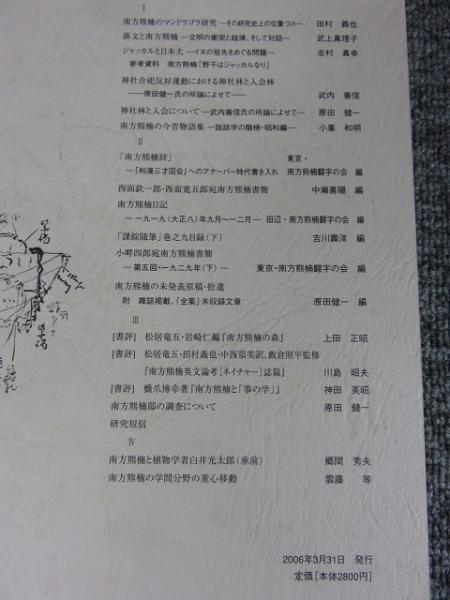 I
南方熊楠のマンドラゴラ研究 ―その研究史上の位置づけ― 田村 義也
孫文と南方熊楠 ―文明の衝突と経壙、そして対話― 武上真理子
ジャッカルと日本犬 ―イヌの祖先をめぐる問題― 志村 真幸
参考資料 南方熊楠「野干はジャッカルなり」
神社合祀反対運動における神社林と入会林
――原田健一氏の所論によせて―― 武内 善信
神社林と入会について ―武内善信氏の所論によせて― 原田 健一
南方熊楠の今昔物語集 ―説話学の階梯・昭和編― 小峯 和明
II
「南方熊楠辞」 東京・
～『和漢三才図会』へのアナーバー時代書き入れ 南方熊楠翻字の会 編
西面欽一郎・西面寛五郎宛南方熊楠書簡 中瀬喜陽 編
南方熊楠日記
― 一九一九（大正八）年九月～一二月 ― 田辺・南方熊楠翻字の会 編
「課餘随筆」巻之九目録（下） 吉川壽洋 編
小畔四郎宛南方熊楠書簡
― 第五回・一九二九年（下）― 東京・南方熊楠翻字の会 編
南方熊楠の未発表原稿・拾遺
附 雑誌掲載、『全集』未収録文章 原田健一 編
III
[書評] 松居竜五・岩崎仁編『南方熊楠の森』 上田 正昭
[書評] 松居竜五・田村義也・中西須美訳、飯倉照平監修
『南方熊楠英文論考［ネイチャー］誌篇』 川島 昭夫
[書評] 橋爪博幸著『南方熊楠と「事の学」』 神田 英昭
南方熊楠邸の調査について 原田 健一
研究短信
IV
南方熊楠と植物学者白井光太郎（承前） 郷間 秀夫
南方熊楠の学問分野の重心移動 雲藤 等
2006年3月31日 発行
定価［本体2800円］